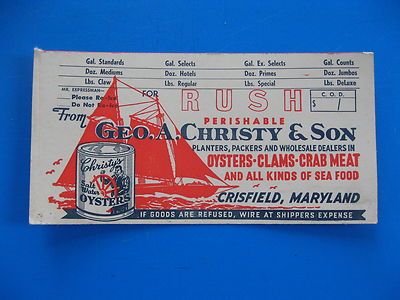 Gal. Standards Gal. Selects Gal. Ex. Selects Gal. Counts
Doz. Mediums Doz. Hotels Doz. Primes Doz. Jumbos
Lbs. Claw Lbs. Regular Lbs. Special Lbs. DeLuxe
MR. EXPRESSMAN—
Please Re-Ice
Do Not Re-Ice
FOR
RUSH
C. O. D.
$
PERISHABLE
From
GEO. A. CHRISTY & SON
PLANTERS, PACKERS AND WHOLESALE DEALERS IN
OYSTERS·CLAMS·CRAB MEAT
AND ALL KINDS OF SEA FOOD
CRISFIELD, MARYLAND
Christy's
Salt Water
OYSTERS
IF GOODS ARE REFUSED, WIRE AT SHIPPERS EXPENSE